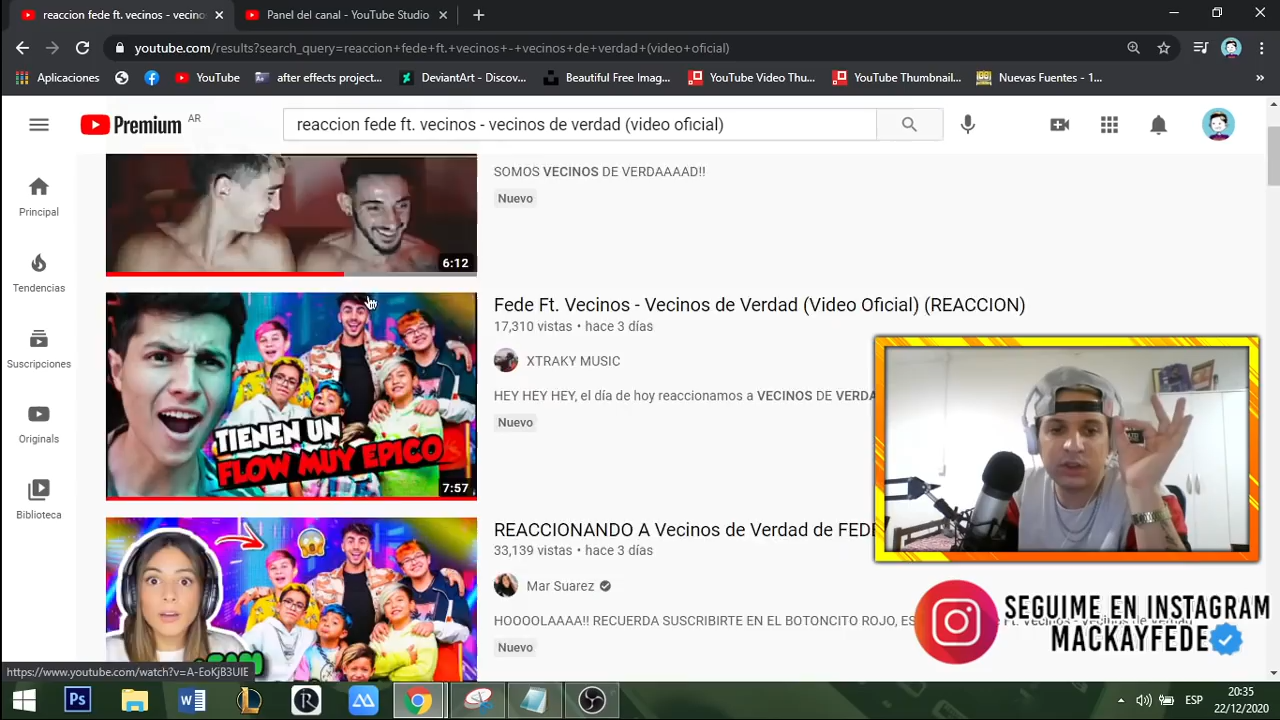 reaccion fede ft. vecinos - vecinos
Panel del canal - YouTube Studio
youtube.com/results?search_query=reaccion+fede+ft.+vecinos+-+vecinos+de+verdad+(video+oficial)
Aplicaciones
YouTube
after effects project...
DeviantArt - Discov...
Beautiful Free Imag...
YouTube Video Thu...
YouTube Thumbnail...
Nuevas Fuentes - 1...
Premium AR
reaccion fede ft. vecinos - vecinos de verdad (video oficial)
Principal
Tendencias
Suscripciones
Originals
Biblioteca
6:12
SOMOS VECINOS DE VERDAAAAD!!
Nuevo
TIENEN UN
FLOW MUY EPICO
7:57
Fede Ft. Vecinos - Vecinos de Verdad (Video Oficial) (REACCION)
17,310 vistas • hace 3 días
XTRAKY MUSIC
HEY HEY HEY, el día de hoy reaccionamos a VECINOS DE VERDA
Nuevo
REACCIONANDO A Vecinos de Verdad de FEDE
33,139 vistas • hace 3 días
Mar Suarez
HOOOOLAAAA!! RECUERDA SUSCRIBIRTE EN EL BOTONCITO ROJO, ES
Nuevo
SEGUIME EN INSTAGRAM
MACKAYFEDE
https://www.youtube.com/watch?v=A-EoKjB3UIE
Ps
W
R
ESP
20:35
22/12/2020